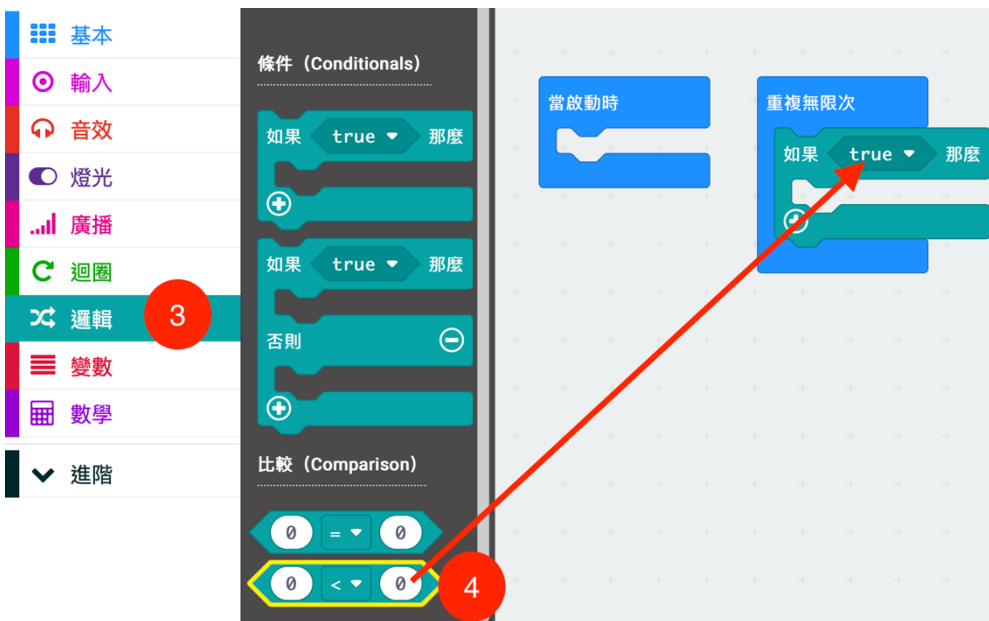 基本
輸入
音效
燈光
廣播
迴圈
邏輯
3
變數
數學
進階
條件 (Conditionals)
如果 true 那麼
如果 true 那麼
否則
比較 (Comparison)
0 = 0
0 < 0
4
當啟動時
重複無限次
如果 true 那麼